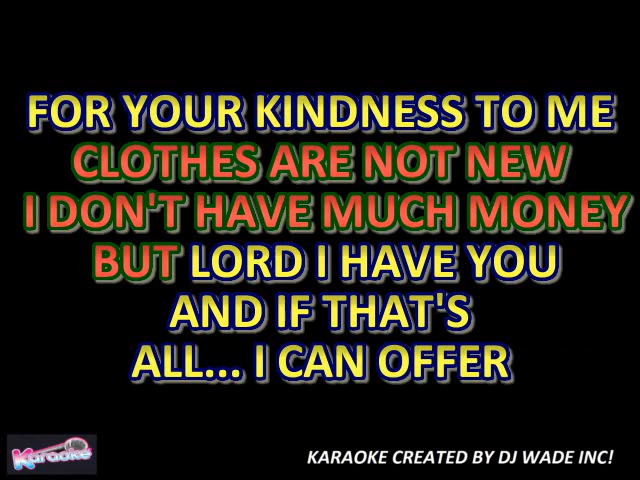 FOR YOUR KINDNESS TO ME
CLOTHES ARE NOT NEW
I DON'T HAVE MUCH MONEY
BUT LORD I HAVE YOU
AND IF THAT'S
ALL... I CAN OFFER
Karaoke
KARAOKE CREATED BY DJ WADE INC!